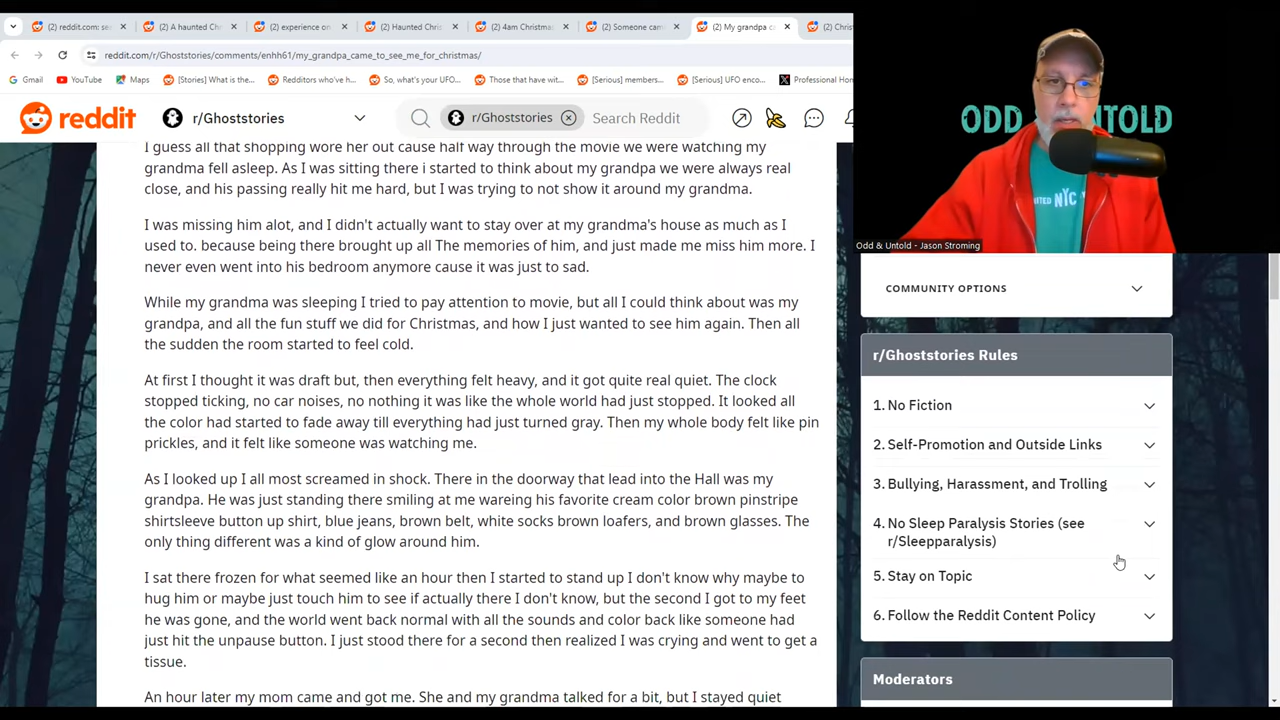 (2) reddit.com: se
(2) A haunted Chr
(2) experience on
(2) Haunted Chris
(2) 4am Christmas
(2) Someone cam
(2) My grandpa c
(2) Chris
reddit.com/r/Ghoststories/comments/enhh61/my_grandpa_came_to_see_me_for_christmas/
Gmail
YouTube
Maps
[Stories] What is the...
Redditors who've h...
So, what's your UFO...
Those that have wit...
[Serious] members...
[Serious] UFO enco...
Professional Hom
reddit
r/Ghoststories
r/Ghoststories
Search Reddit
I guess all that shopping wore her out cause half way through the movie we were watching my
grandma fell asleep. As I was sitting there i started to think about my grandpa we were always real
close, and his passing really hit me hard, but I was trying to not show it around my grandma.
I was missing him alot, and I didn't actually want to stay over at my grandma's house as much as I
used to. because being there brought up all The memories of him, and just made me miss him more. I
never even went into his bedroom anymore cause it was just to sad.
While my grandma was sleeping I tried to pay attention to movie, but all I could think about was my
grandpa, and all the fun stuff we did for Christmas, and how I just wanted to see him again. Then all
the sudden the room started to feel cold.
At first I thought it was draft but, then everything felt heavy, and it got quite real quiet. The clock
stopped ticking, no car noises, no nothing it was like the whole world had just stopped. It looked all
the color had started to fade away till everything had just turned gray. Then my whole body felt like pin
prickles, and it felt like someone was watching me.
As I looked up I all most screamed in shock. There in the doorway that lead into the Hall was my
grandpa. He was just standing there smiling at me wareing his favorite cream color brown pinstripe
shirtsleeve button up shirt, blue jeans, brown belt, white socks brown loafers, and brown glasses. The
only thing different was a kind of glow around him.
I sat there frozen for what seemed like an hour then I started to stand up I don't know why maybe to
hug him or maybe just touch him to see if actually there I don't know, but the second I got to my feet
he was gone, and the world went back normal with all the sounds and color back like someone had
just hit the unpause button. I just stood there for a second then realized I was crying and went to get a
tissue.
An hour later my mom came and got me. She and my grandma talked for a bit, but I stayed quiet
ODD & UNTOLD
NYC
Odd & Untold - Jason Stroming
COMMUNITY OPTIONS
r/Ghoststories Rules
1. No Fiction
2. Self-Promotion and Outside Links
3. Bullying, Harassment, and Trolling
4. No Sleep Paralysis Stories (see
r/Sleepparalysis)
5. Stay on Topic
6. Follow the Reddit Content Policy
Moderators